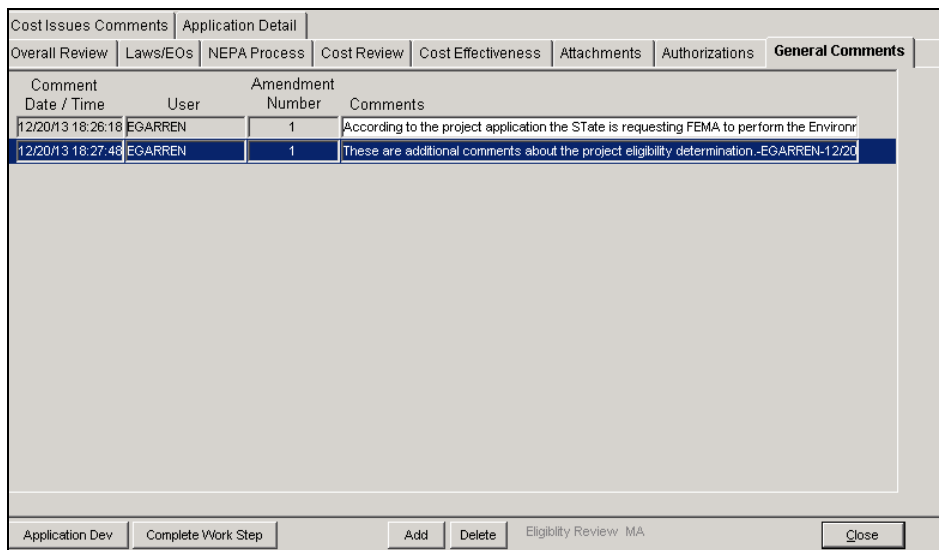 Cost Issues Comments Application Detail
Overall Review Laws/EOs NEPA Process Cost Review Cost Effectiveness Attachments Authorizations General Comments
Comment Amendment
Date / Time User Number Comments
12/20/13 18:26:18 EGARREN 1 According to the project application the STate is requesting FEMA to perform the
12/20/13 18:27:48 EGARREN 1 These are additional comments about the project eligibility determination.-EGARREN-12/20
Application Dev Complete Work Step Add Delete Eligiblity Review MA Close